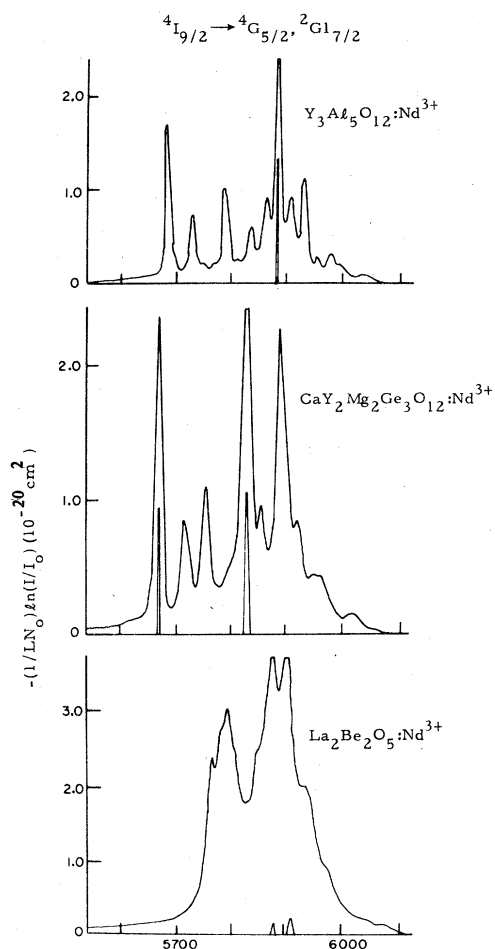 ⁴I₉/₂ → ⁴G₅/₂, ²G1₇/₂
2.0
Y₃Aℓ₅O₁₂:Nd³⁺
1.0
0
2.0
CaY₂Mg₂Ge₃O₁₂:Nd³⁺
1.0
0
-(1/LN₀)ℓn(I/I₀) (10⁻²⁰cm²
3.0
La₂Be₂O₅:Nd³⁺
2.0
1.0
0
5700 6000